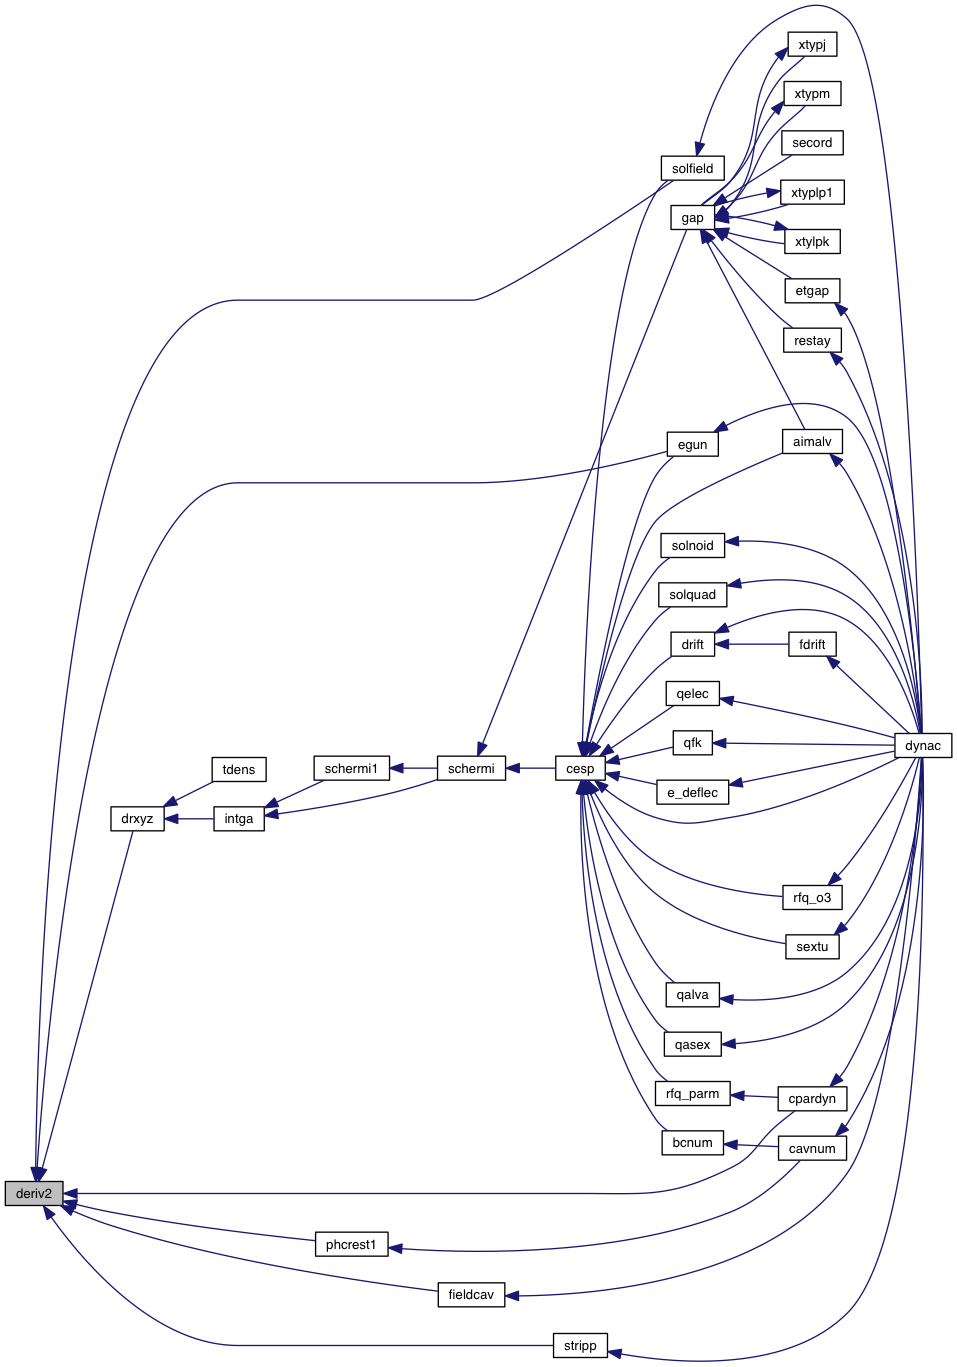 xtypj
xtypm
secord
solfield
xtyplp1
gap
xtylpk
etgap
restay
egun
aimalv
solnoid
solquad
drift
fdrift
qelec
qfk
dynac
tdens
schermi1
schermi
cesp
e_deflec
drxyz
intga
rfq_o3
sextu
qalva
qasex
rfq_parm
cpardyn
bcnum
cavnum
deriv2
phcrest1
fieldcav
stripp